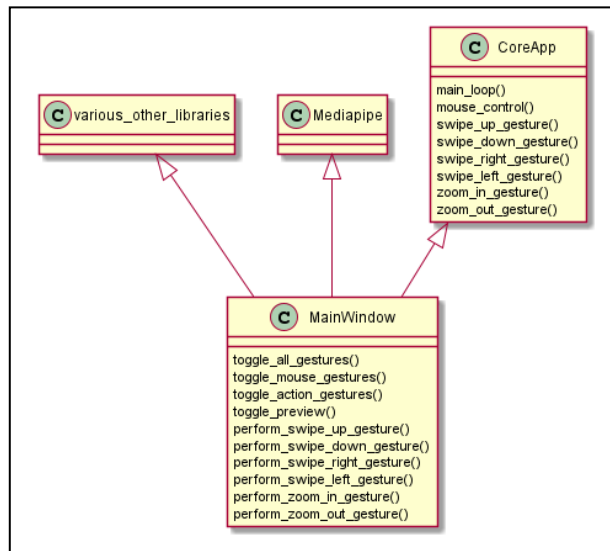 C CoreApp
main_loop()
mouse_control()
swipe_up_gesture()
swipe_down_gesture()
swipe_right_gesture()
swipe_left_gesture()
zoom_in_gesture()
zoom_out_gesture()
C various_other_libraries
C Mediapipe
C MainWindow
toggle_all_gestures()
toggle_mouse_gestures()
toggle_action_gestures()
toggle_preview()
perform_swipe_up_gesture()
perform_swipe_down_gesture()
perform_swipe_right_gesture()
perform_swipe_left_gesture()
perform_zoom_in_gesture()
perform_zoom_out_gesture()